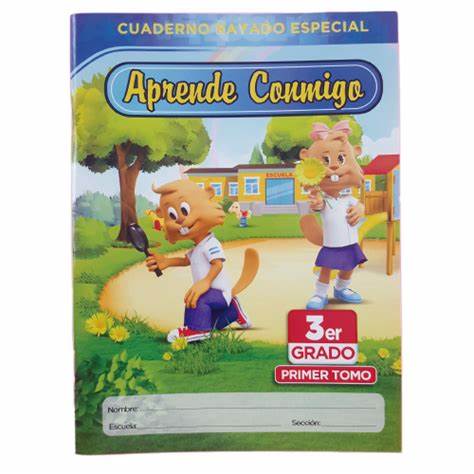 CUADERNO RAYADO ESPECIAL
Aprende Conmigo
ESCUELA
3er
GRADO
PRIMER TOMO
Nombre:
Escuela: Sección: